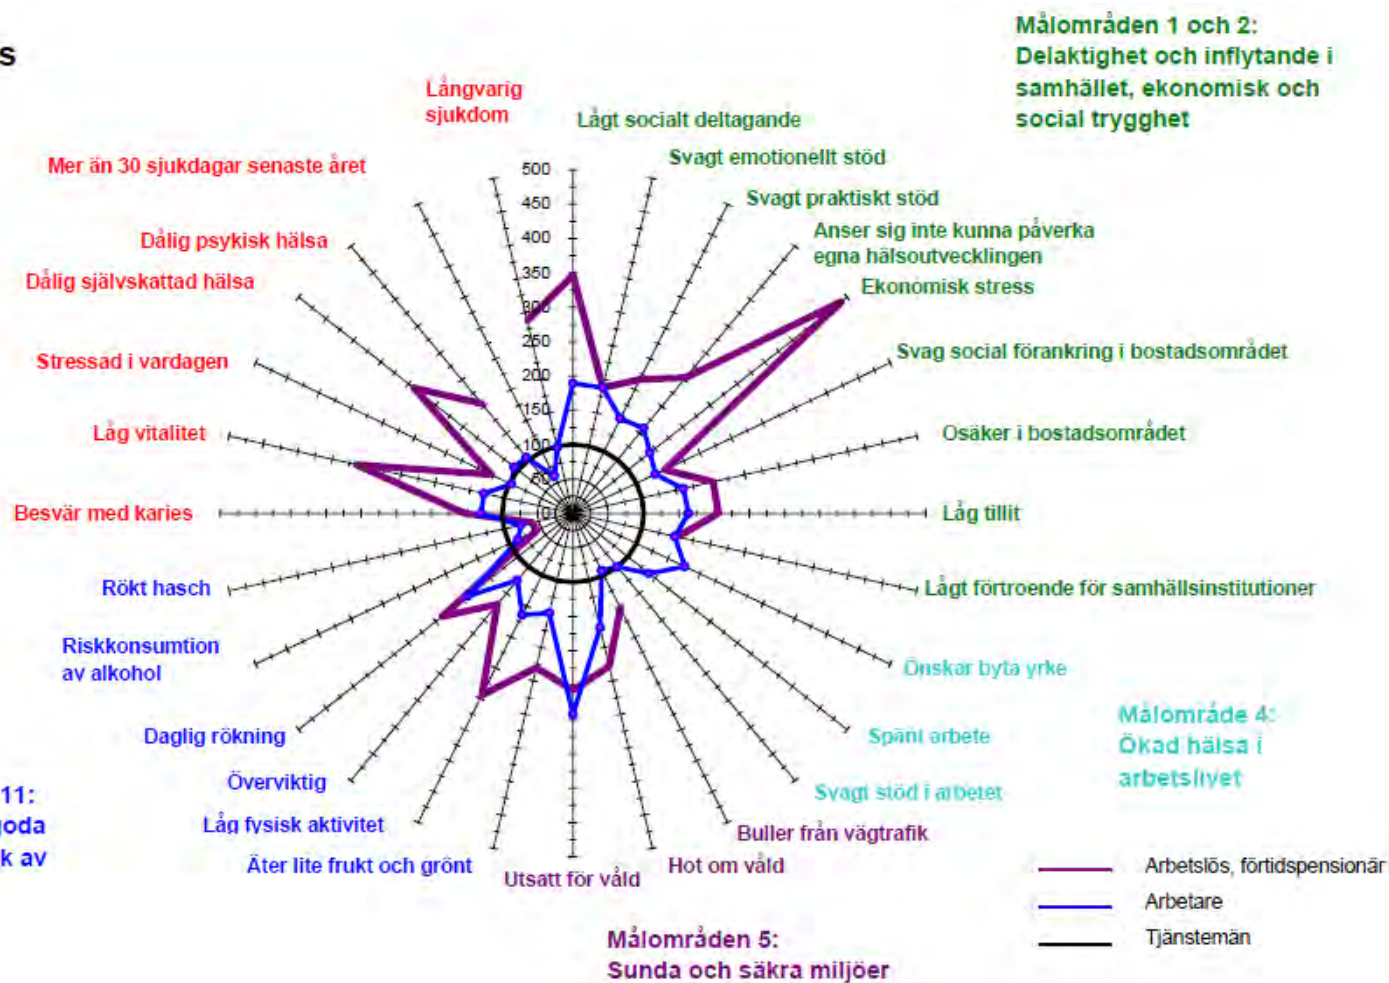 s
Målområden 1 och 2:
Delaktighet och inflytande i
samhället, ekonomisk och
social trygghet
Långvarig
sjukdom
Lågt socialt deltagande
Mer än 30 sjukdagar senaste året
Svagt emotionellt stöd
Svagt praktiskt stöd
Dålig psykisk hälsa
Anser sig inte kunna påverka
egna hälsoutvecklingen
Dålig självskattad hälsa
Ekonomisk stress
Stressad i vardagen
Svag social förankring i bostadsområdet
Låg vitalitet
Osäker i bostadsområdet
Besvär med karies
Låg tillit
500
450
400
350
300
250
200
150
100
50
0
Rökt hasch
Lågt förtroende för samhällsinstitutioner
Riskkonsumtion
av alkohol
Önskar byta yrke
Daglig rökning
Spänt arbete
Målområde 4:
Ökad hälsa i
arbetslivet
Överviktig
Svagt stöd i arbetet
11:
goda
k av
Låg fysisk aktivitet
Buller från vägtrafik
Äter lite frukt och grönt
Utsatt för våld
Hot om våld
Arbetslös, förtidspensionär
Arbetare
Tjänstemän
Målområden 5:
Sunda och säkra miljöer